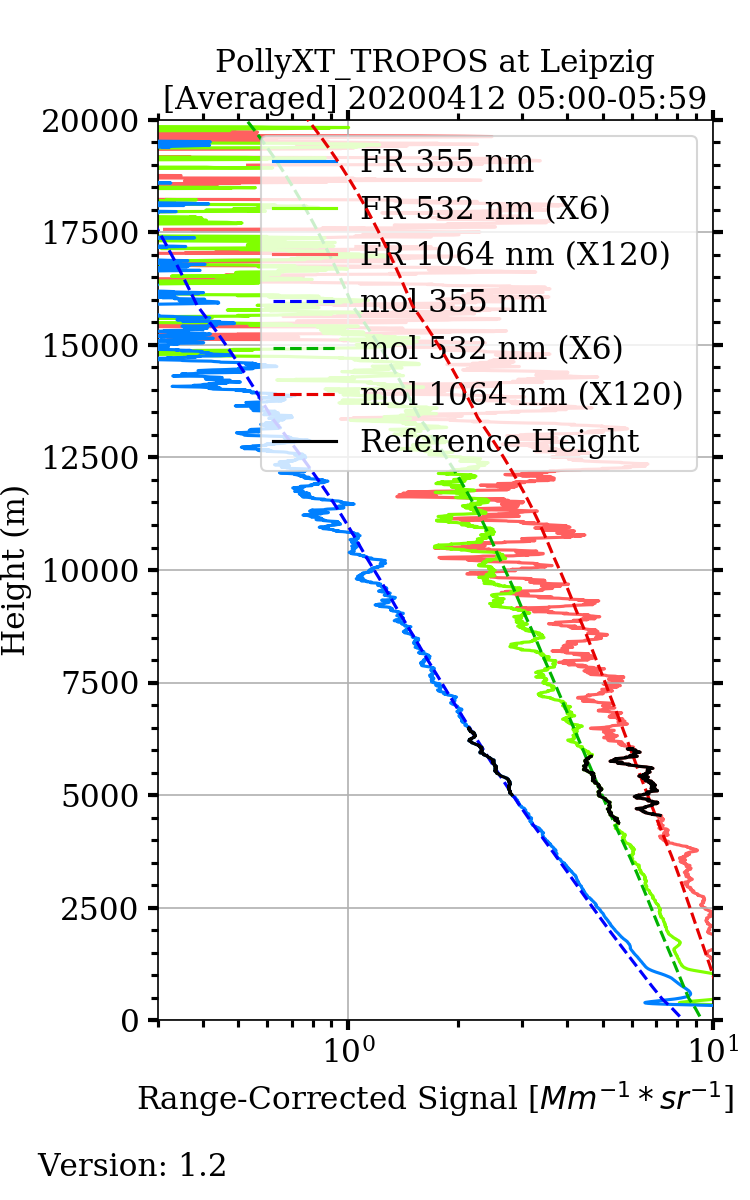 PollyXT_TROPOS at Leipzig
[Averaged] 20200412 05:00-05:59
20000
17500
15000
12500
10000
7500
5000
2500
0
Height (m)
FR 355 nm
FR 532 nm (X6)
FR 1064 nm (X120)
mol 355 nm
mol 532 nm (X6)
mol 1064 nm (X120)
Reference Height
10⁰ 10¹
Range-Corrected Signal [Mm⁻¹ * sr⁻¹]
Version: 1.2